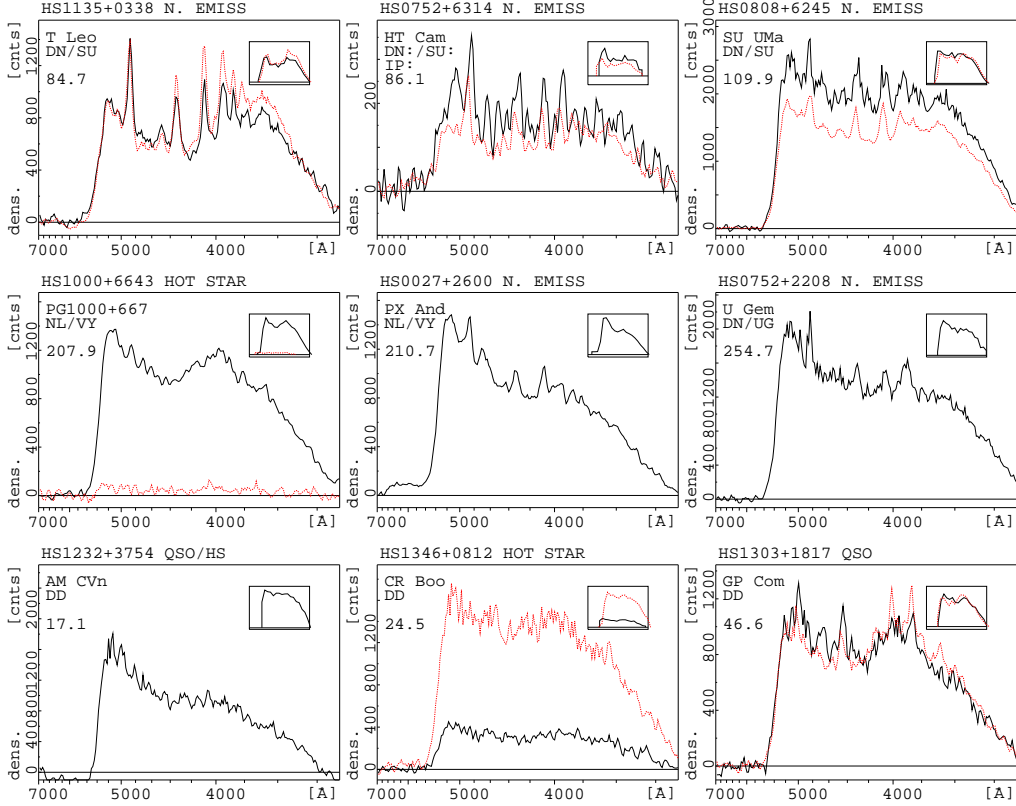 HS1135+0338 N. EMISS
HS0752+6314 N. EMISS
HS0808+6245 N. EMISS
dens. [cnts]
0 400 800 1200
T Leo
DN/SU
84.7
7000 5000 4000 [A]
dens. [cnts]
0 200
HT Cam
DN:/SU:
IP:
86.1
7000 5000 4000 [A]
dens. [cnts]
0 1000 2000 3000
SU UMa
DN/SU
109.9
7000 5000 4000 [A]
HS1000+6643 HOT STAR
HS0027+2600 N. EMISS
HS0752+2208 N. EMISS
dens. [cnts]
0 400 800 1200
PG1000+667
NL/VY
207.9
7000 5000 4000 [A]
dens. [cnts]
0 400 800 1200
PX And
NL/VY
210.7
7000 5000 4000 [A]
dens. [cnts]
0 400 800 1200 2000
U Gem
DN/UG
254.7
7000 5000 4000 [A]
HS1232+3754 QSO/HS
HS1346+0812 HOT STAR
HS1303+1817 QSO
dens. [cnts]
0 400 800 1200 2000
AM CVn
DD
17.1
7000 5000 4000 [A]
dens. [cnts]
0 400 800 1200
CR Boo
DD
24.5
7000 5000 4000 [A]
dens. [cnts]
0 400 800 1200
GP Com
DD
46.6
7000 5000 4000 [A]